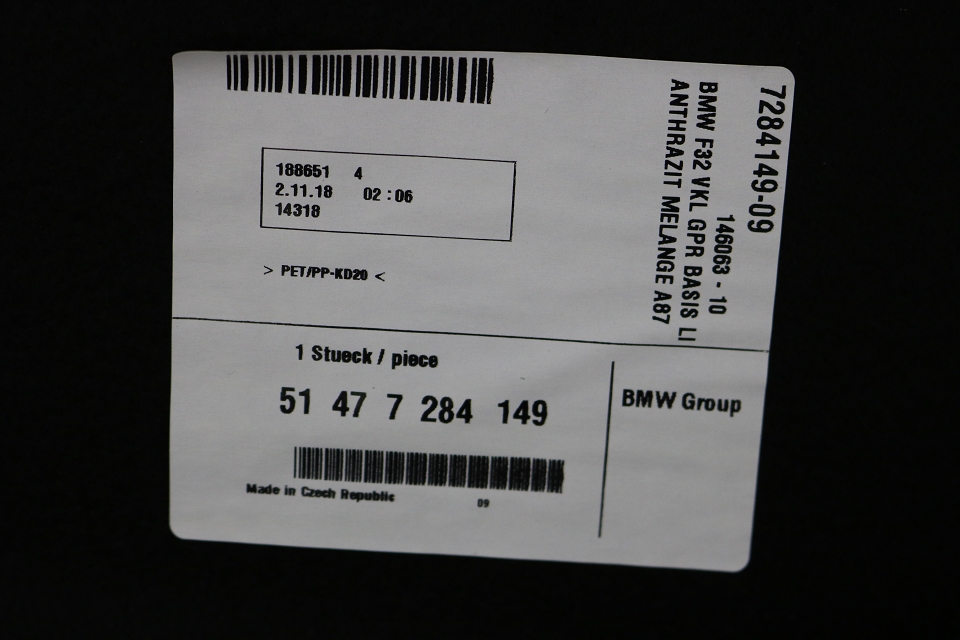 188651 4
2.11.18 02 : 06
14318
> PET/PP-KD20 <
7284149-09
146063 - 10
BMW F32 VKL GPR BASIS LI
ANTHRAZIT MELANGE A87
1 Stueck / piece
51 47 7 284 149
Made in Czech Republic
09
BMW Group